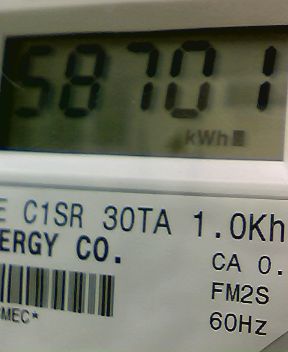 58701
kWh
E C1SR 30TA 1.0Kh
ERGY CO.
CA 0.
FM2S
MEC*
60Hz